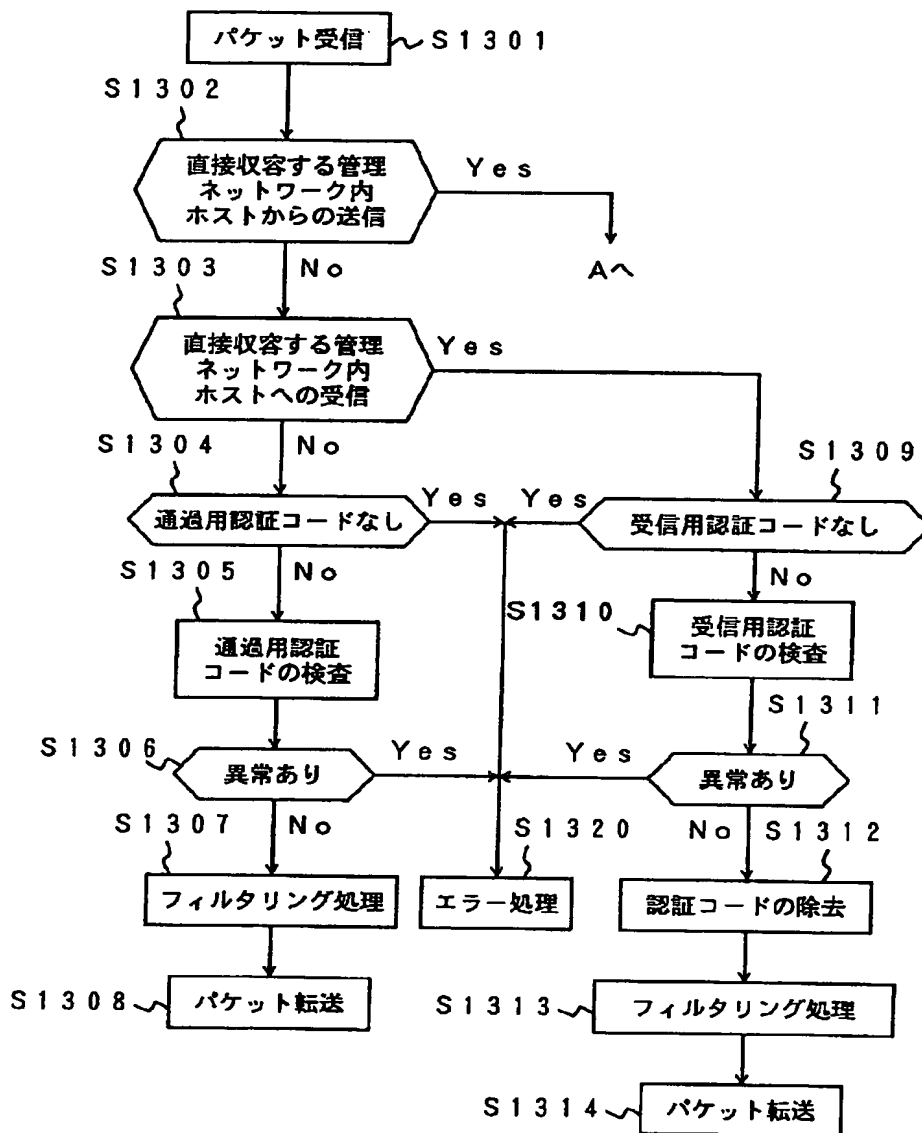 パケット受信
S1301
S1302
直接収容する管理
ネットワーク内
ホストからの送信
Yes
Aへ
No
S1303
直接収容する管理
ネットワーク内
ホストへの受信
Yes
No
S1304
通過用認証コードなし
Yes
Yes
S1309
受信用認証コードなし
No
S1305
通過用認証
コードの検査
No
S1310
受信用認証
コードの検査
S1306
異常あり
Yes
Yes
S1311
異常あり
No
S1307
フィルタリング処理
S1320
エラー処理
No
S1312
認証コードの除去
S1308
パケット転送
S1313
フィルタリング処理
S1314
パケット転送